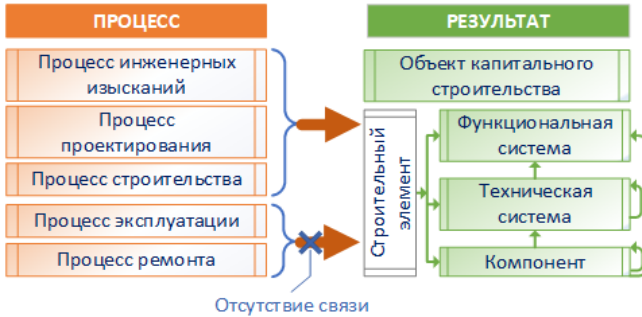 ПРОЦЕСС
Процесс инженерных
изысканий
Процесс
проектирования
Процесс строительства
Процесс эксплуатации
Процесс ремонта
Отсутствие связи
РЕЗУЛЬТАТ
Объект капитального
строительства
Строительный
элемент
Функциональная
система
Техническая
система
Компонент